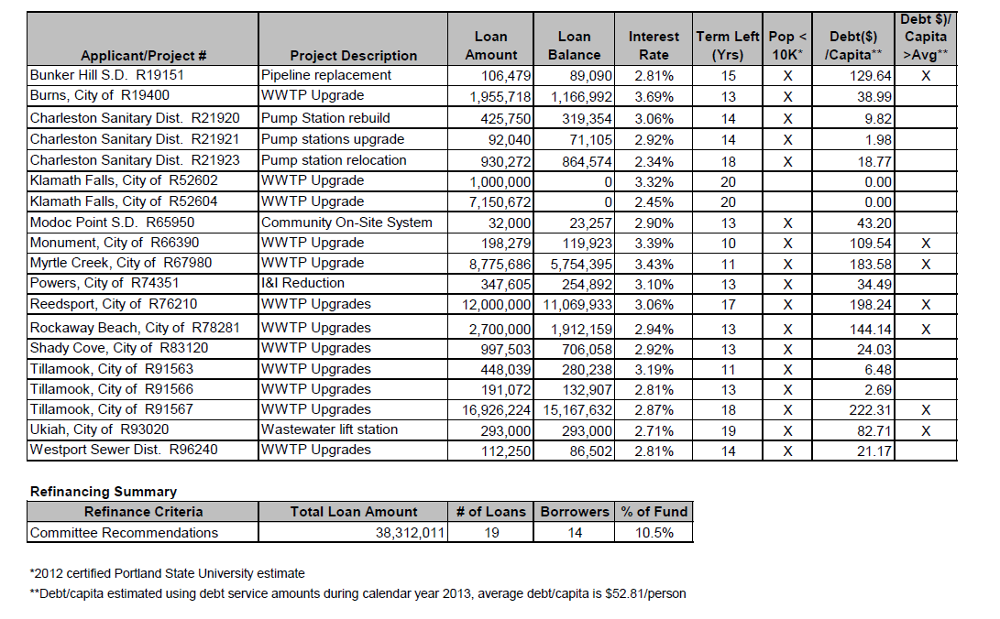 Applicant/Project # Project Description Loan Amount Loan Balance Interest Rate Term Left (Yrs) Pop < 10K* Debt($) /Capita** Debt $)/ Capita >Avg**
Bunker Hill S.D. R19151 Pipeline replacement 106,479 89,090 2.81% 15 X 129.64 X
Burns, City of R19400 WWTP Upgrade 1,955,718 1,166,992 3.69% 13 X 38.99
Charleston Sanitary Dist. R21920 Pump Station rebuild 425,750 319,354 3.06% 14 X 9.82
Charleston Sanitary Dist. R21921 Pump stations upgrade 92,040 71,105 2.92% 14 X 1.98
Charleston Sanitary Dist. R21923 Pump station relocation 930,272 864,574 2.34% 18 X 18.77
Klamath Falls, City of R52602 WWTP Upgrade 1,000,000 0 3.32% 20 0.00
Klamath Falls, City of R52604 WWTP Upgrade 7,150,672 0 2.45% 20 0.00
Modoc Point S.D. R65950 Community On-Site System 32,000 23,257 2.90% 13 X 43.20
Monument, City of R66390 WWTP Upgrade 198,279 119,923 3.39% 10 X 109.54 X
Myrtle Creek, City of R67980 WWTP Upgrade 8,775,686 5,754,395 3.43% 11 X 183.58 X
Powers, City of R74351 I&I Reduction 347,605 254,892 3.10% 13 X 34.49
Reedsport, City of R76210 WWTP Upgrades 12,000,000 11,069,933 3.06% 17 X 198.24 X
Rockaway Beach, City of R78281 WWTP Upgrades 2,700,000 1,912,159 2.94% 13 X 144.14 X
Shady Cove, City of R83120 WWTP Upgrades 997,503 706,058 2.92% 13 X 24.03
Tillamook, City of R91563 WWTP Upgrades 448,039 280,238 3.19% 11 X 6.48
Tillamook, City of R91566 WWTP Upgrades 191,072 132,907 2.81% 13 X 2.69
Tillamook, City of R91567 WWTP Upgrades 16,926,224 15,167,632 2.87% 18 X 222.31 X
Ukiah, City of R93020 Wastewater lift station 293,000 293,000 2.71% 19 X 82.71 X
Westport Sewer Dist. R96240 WWTP Upgrades 112,250 86,502 2.81% 14 X 21.17
Refinancing Summary
Refinance Criteria Total Loan Amount # of Loans Borrowers % of Fund
Committee Recommendations 38,312,011 19 14 10.5%
*2012 certified Portland State University estimate
**Debt/capita estimated using debt service amounts during calendar year 2013, average debt/capita is $52.81/person